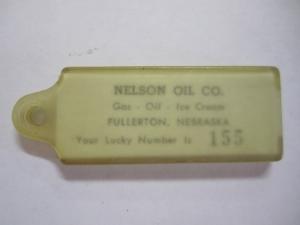 NELSON OIL CO.
Gas - Oil - Ice Cream
FULLERTON, NEBRASKA
Your Lucky Number Is 155